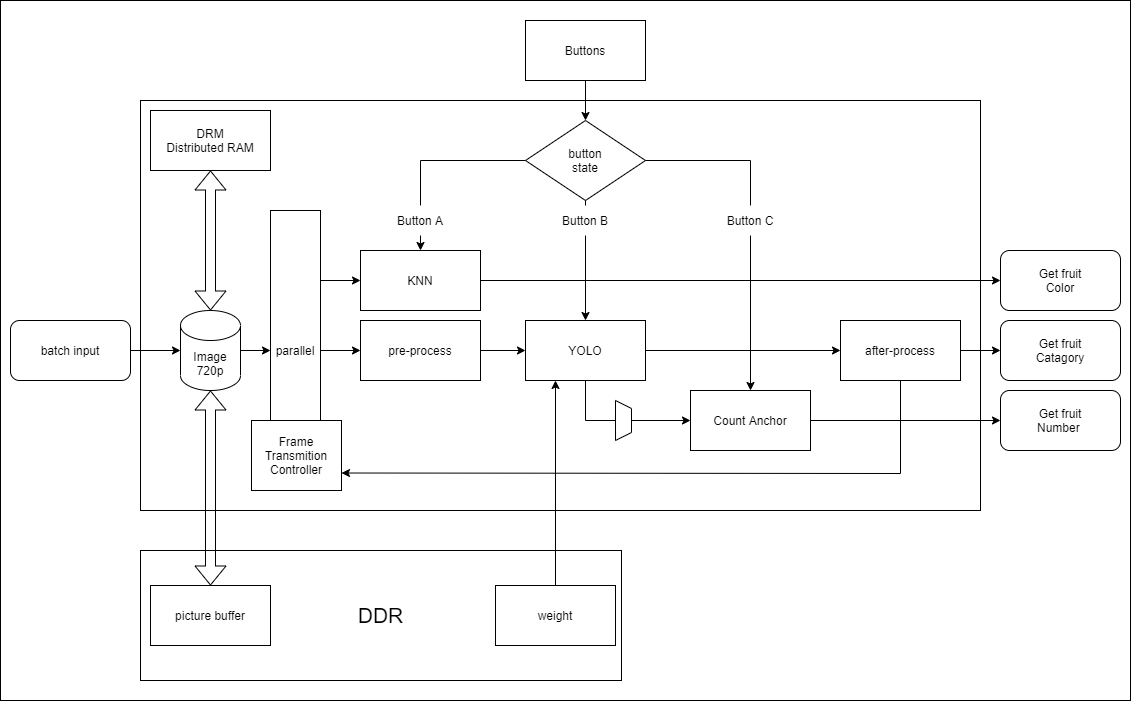 Buttons
DRM
Distributed RAM
button
state
Button A
Button B
Button C
KNN
Get fruit
Color
batch input
Image
720p
parallel
pre-process
YOLO
after-process
Get fruit
Catagory
Count Anchor
Get fruit
Number
Frame
Transmition
Controller
picture buffer
DDR
weight